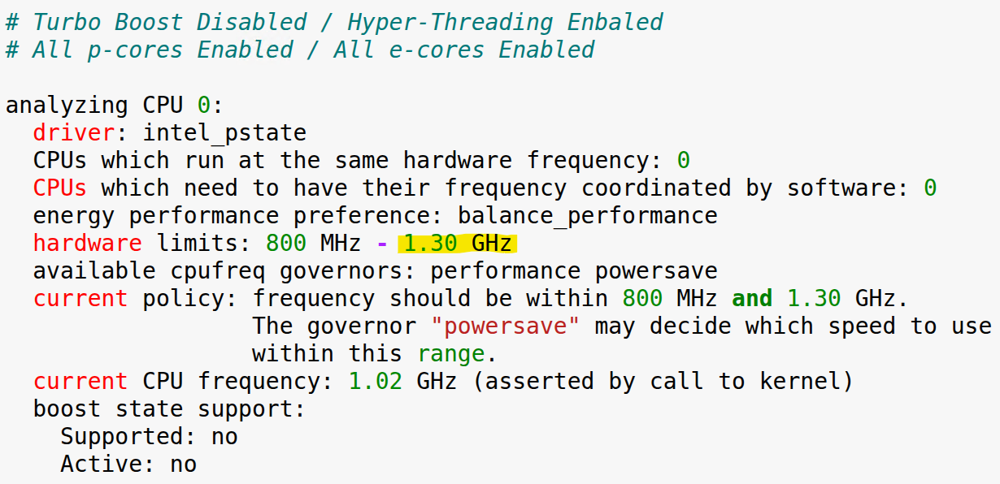 # Turbo Boost Disabled / Hyper-Threading Enbaled
# All p-cores Enabled / All e-cores Enabled
analyzing CPU 0:
driver: intel_pstate
CPUs which run at the same hardware frequency: 0
CPUs which need to have their frequency coordinated by software: 0
energy performance preference: balance_performance
hardware limits: 800 MHz - 1.30 GHz
available cpufreq governors: performance powersave
current policy: frequency should be within 800 MHz and 1.30 GHz.
The governor "powersave" may decide which speed to use
within this range.
current CPU frequency: 1.02 GHz (asserted by call to kernel)
boost state support:
Supported: no
Active: no